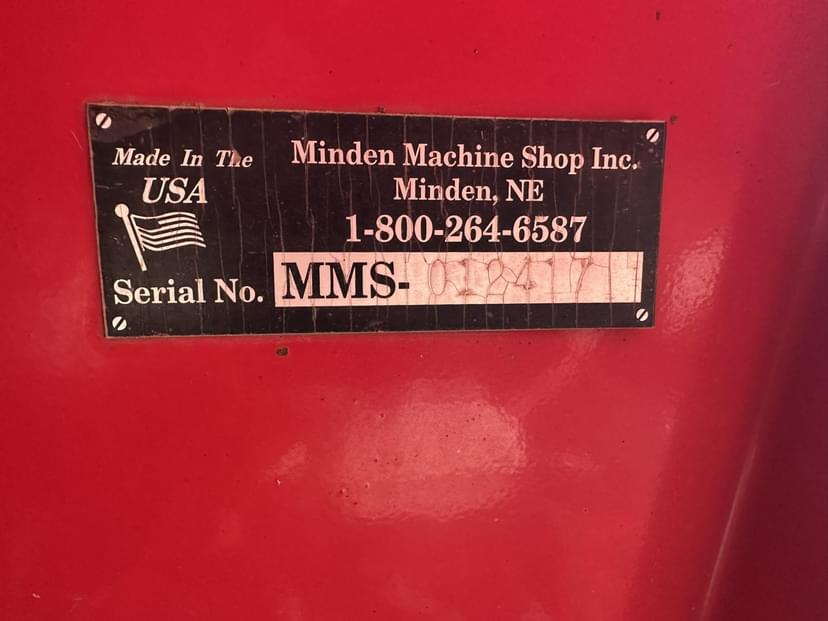 Made In The
USA
Minden Machine Shop Inc.
Minden, NE
1-800-264-6587
Serial No. MMS-